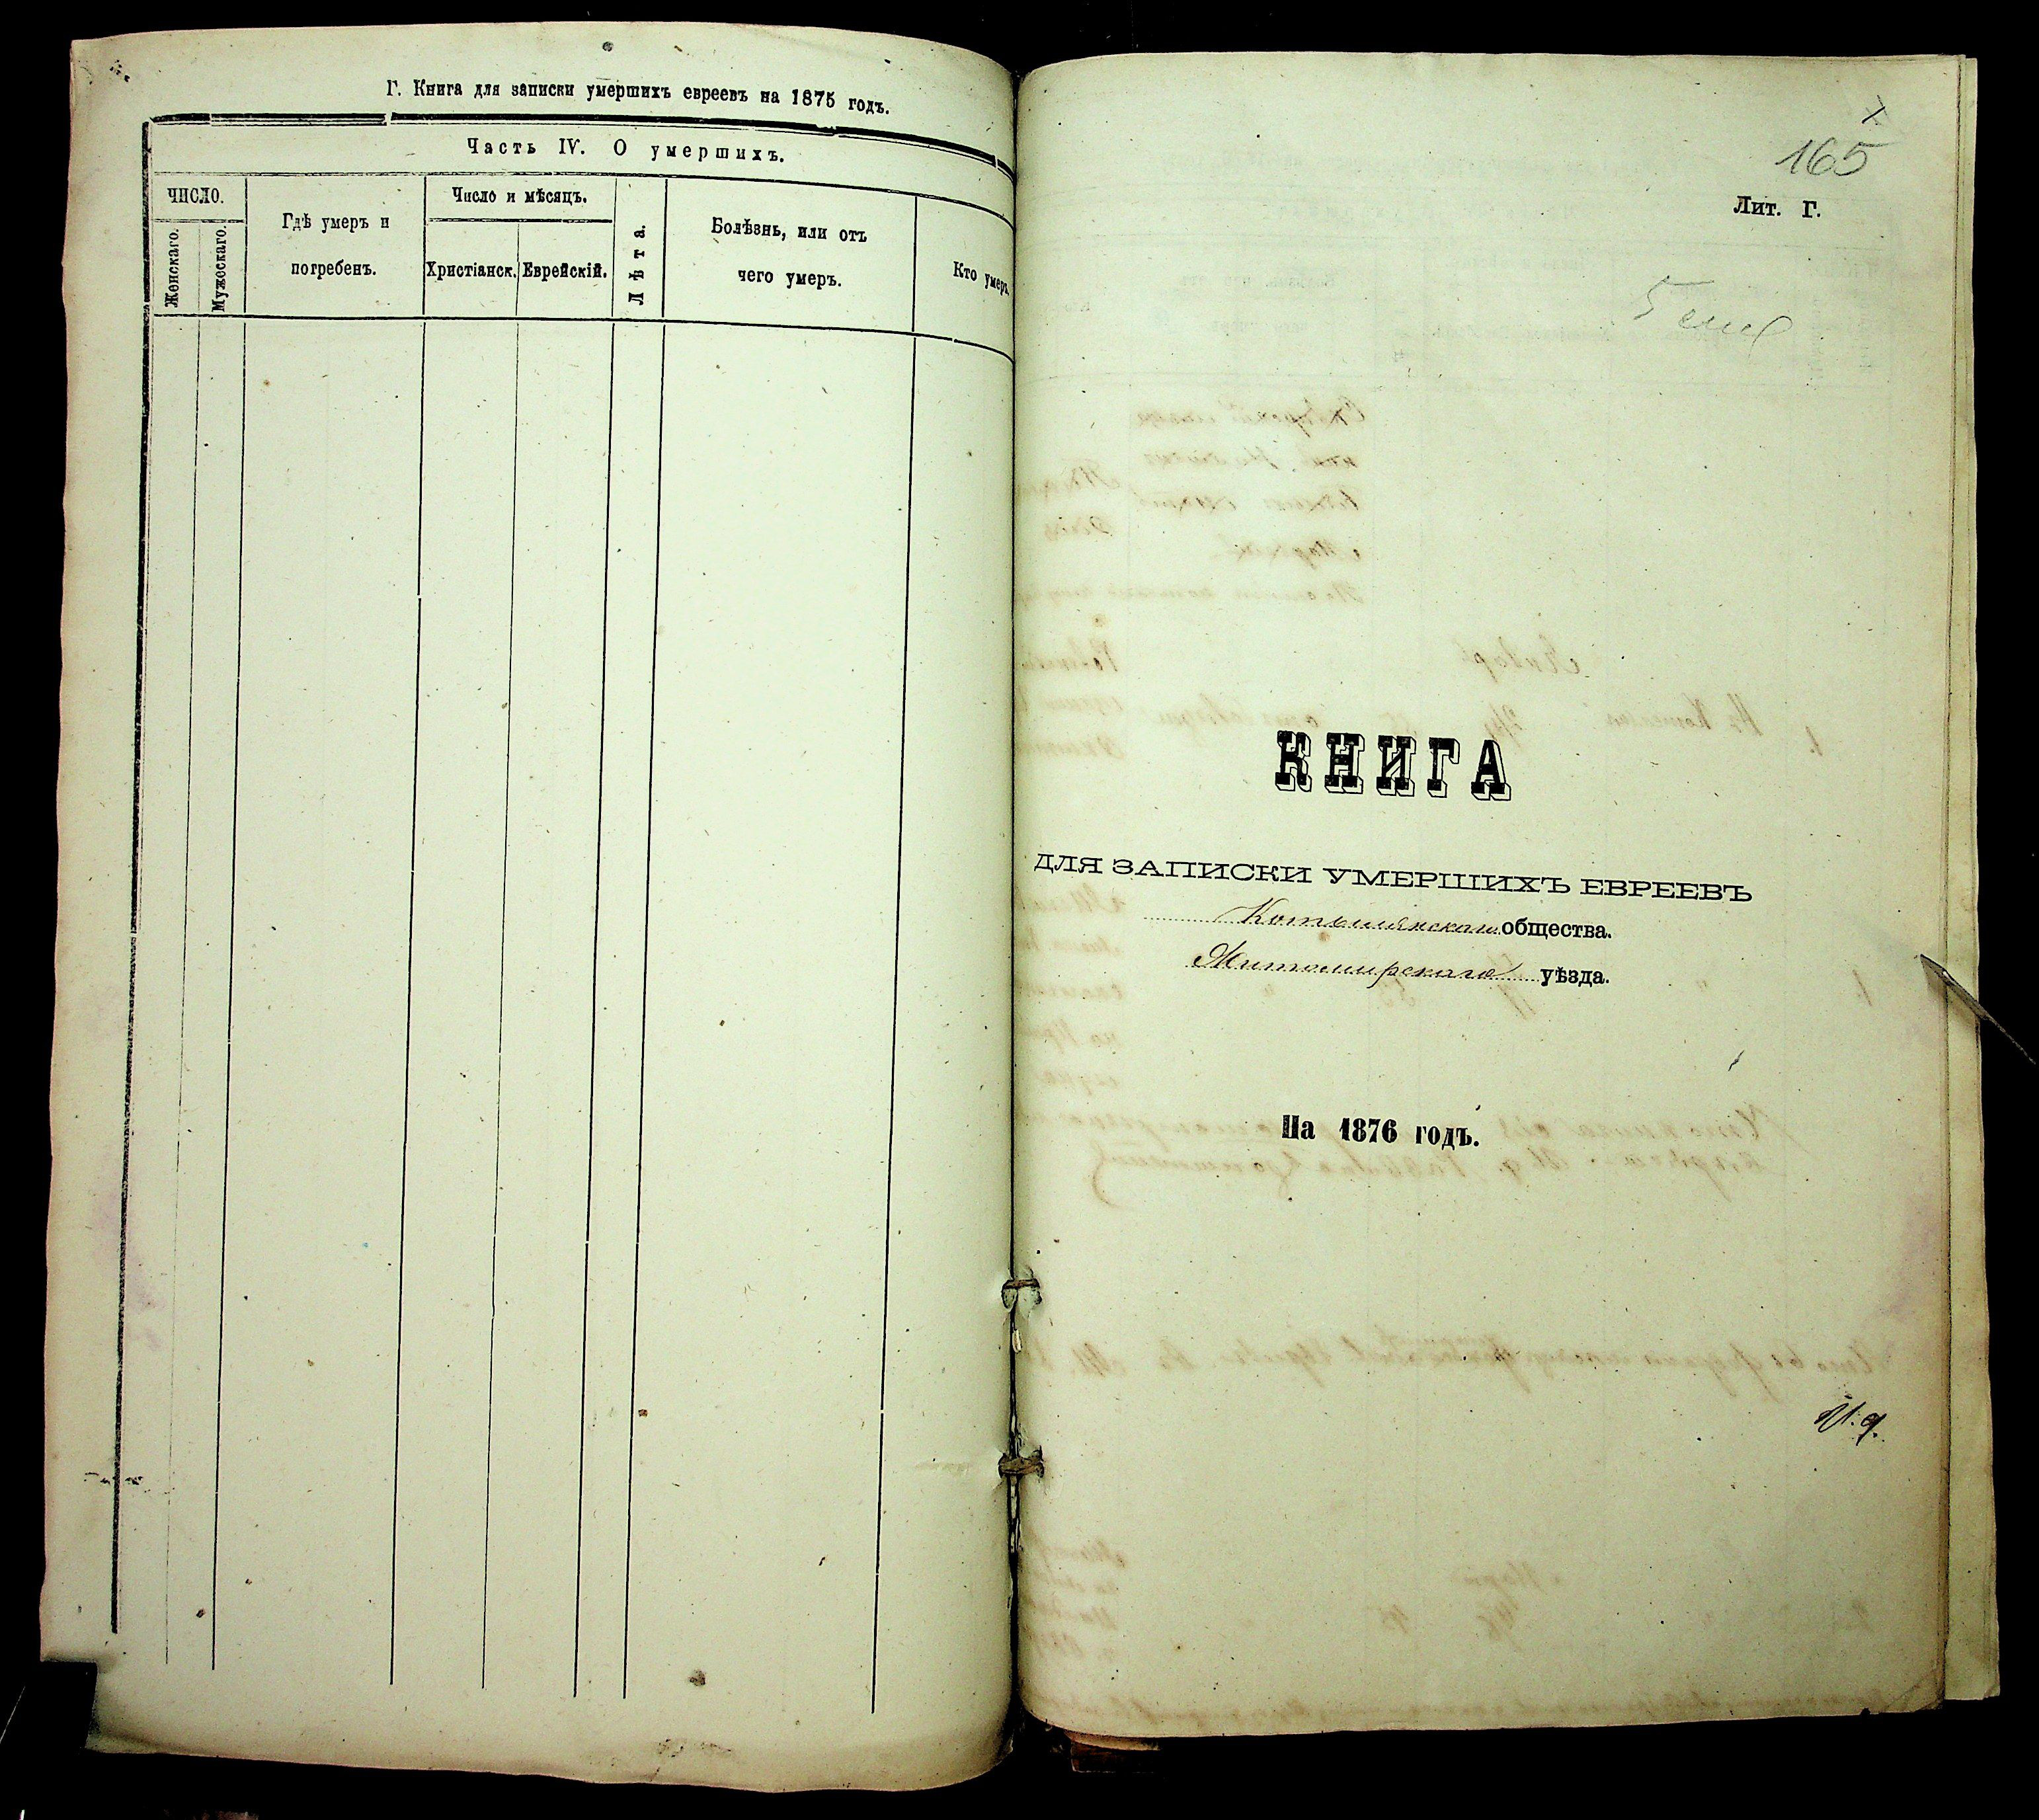 Г. Книга для записки умершихъ евреевъ на 1875 годъ.
Часть IV. О умершихъ.
ЧИСЛО.
Женскаго.
Мужескаго.
Гдѣ умеръ и
погребенъ.
Число и мѣсяцъ.
Христіанск.
Еврейскій.
Лѣта.
Болѣзнь, или отъ
чего умеръ.
Кто умеръ.
165
Лит. Г.
КНИГА
ДЛЯ ЗАПИСКИ УМЕРШИХЪ ЕВРЕЕВЪ
общества.
Житомирскаго уѣзда.
На 1876 годъ.
И. д.